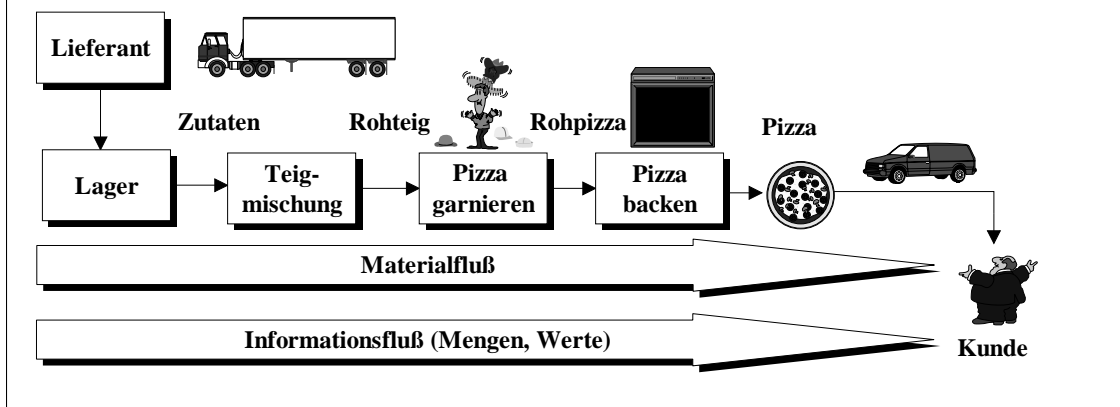 Lieferant
Zutaten
Rohteig
Rohpizza
Pizza
Lager
Teig-
mischung
Pizza
garnieren
Pizza
backen
Materialfluß
Informationsfluß (Mengen, Werte)
Kunde